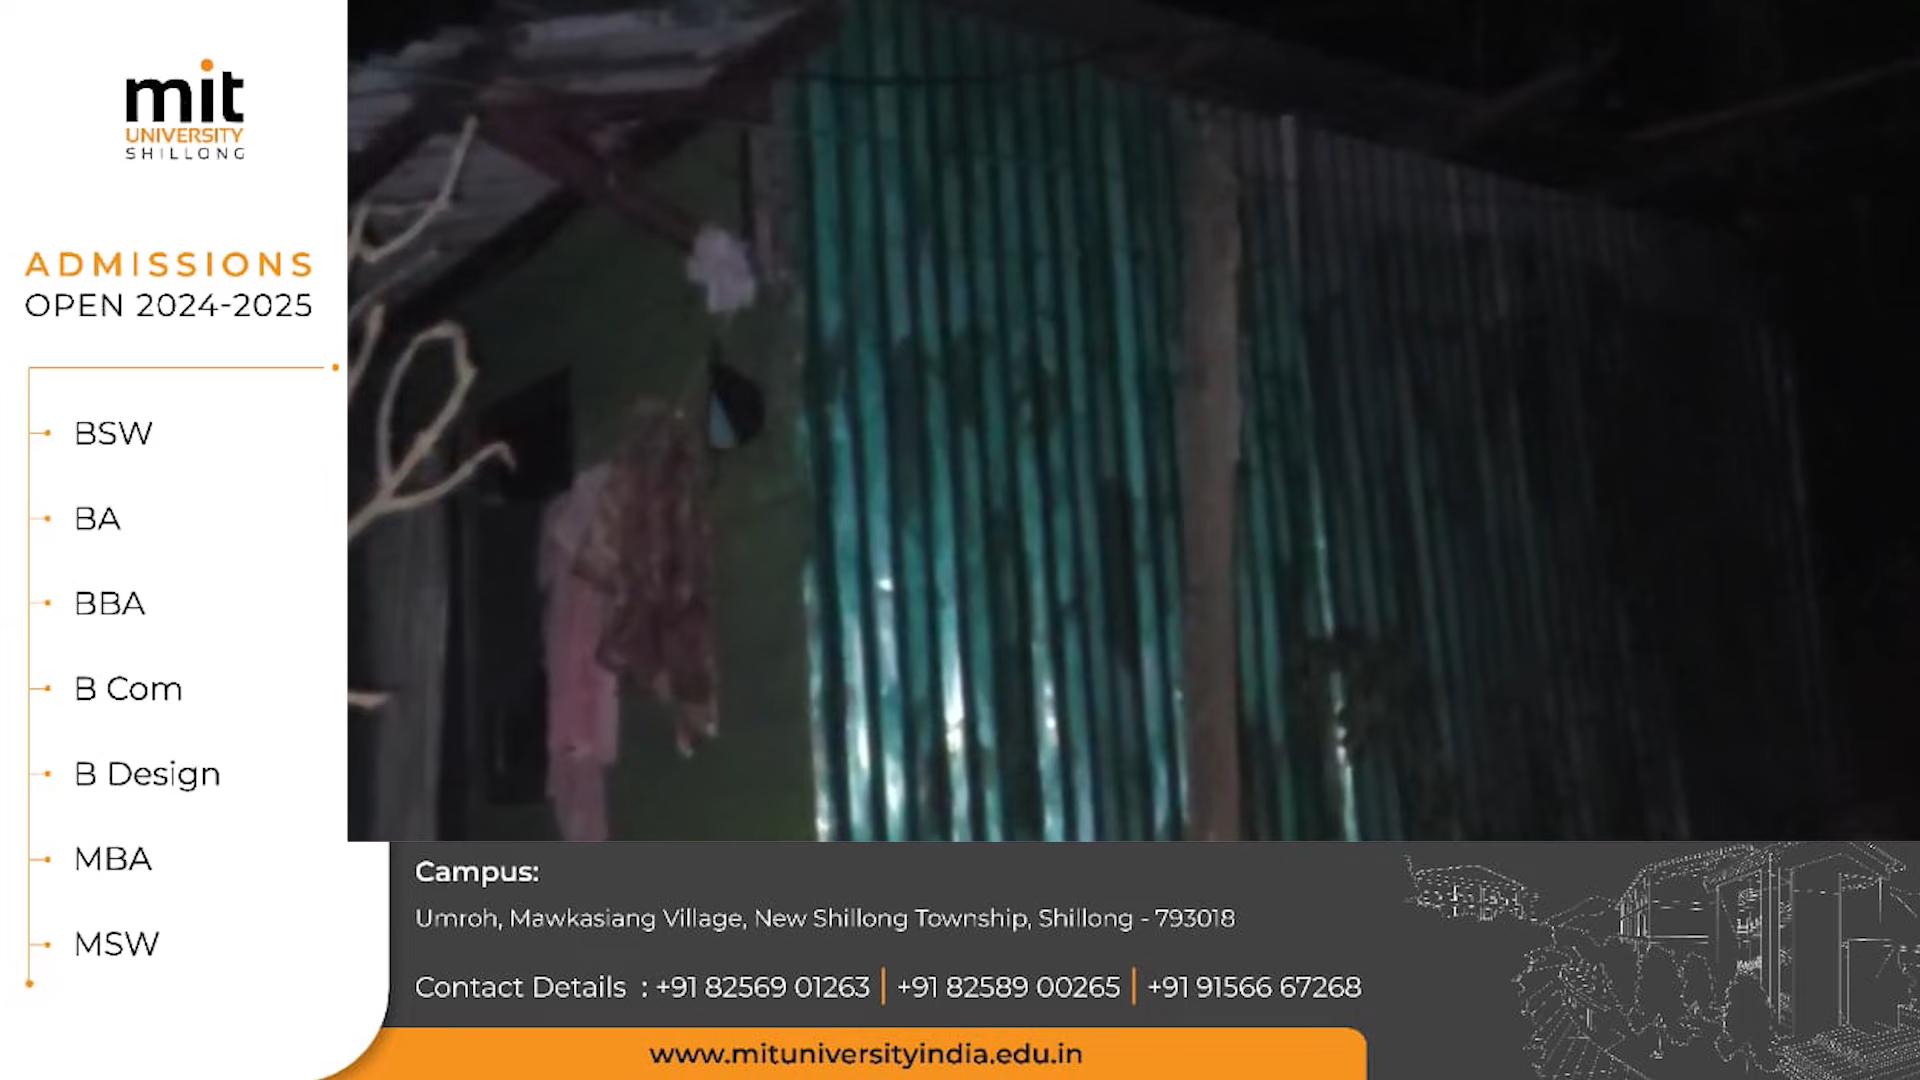 mit
UNIVERSITY
SHILLONG
ADMISSIONS
OPEN 2024-2025
BSW
BA
BBA
B Com
B Design
MBA
MSW
Campus:
Umroh, Mawkasiang Village, New Shillong Township, Shillong - 793018
Contact Details : +91 82569 01263 | +91 82589 00265 | +91 91566 67268
www.mituniversityindia.edu.in